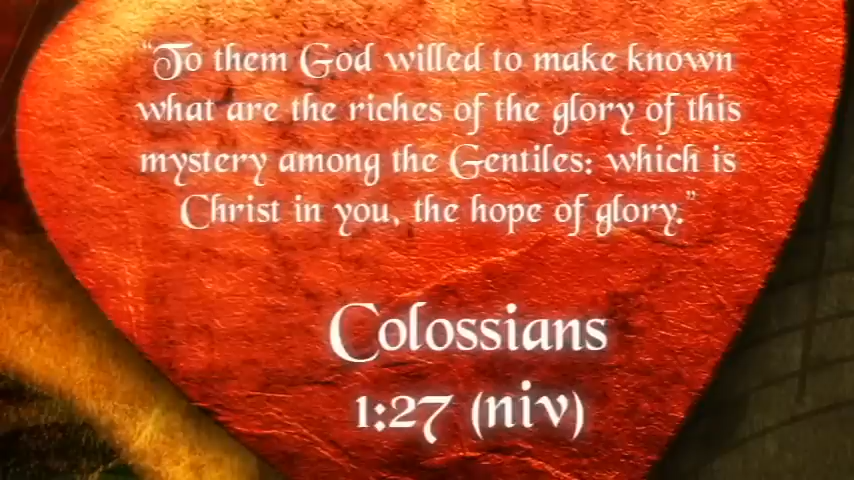 "To them God willed to make known
what are the riches of the glory of this
mystery among the Gentiles: which is
Christ in you, the hope of glory."
Colossians
1:27 (niv)